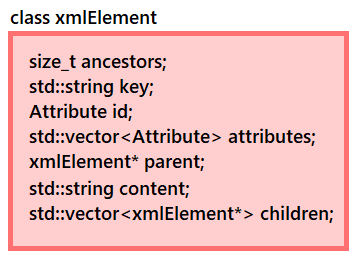 class xmlElement
size_t ancestors;
std::string key;
Attribute id;
std::vector<Attribute> attributes;
xmlElement* parent;
std::string content;
std::vector<xmlElement*> children;